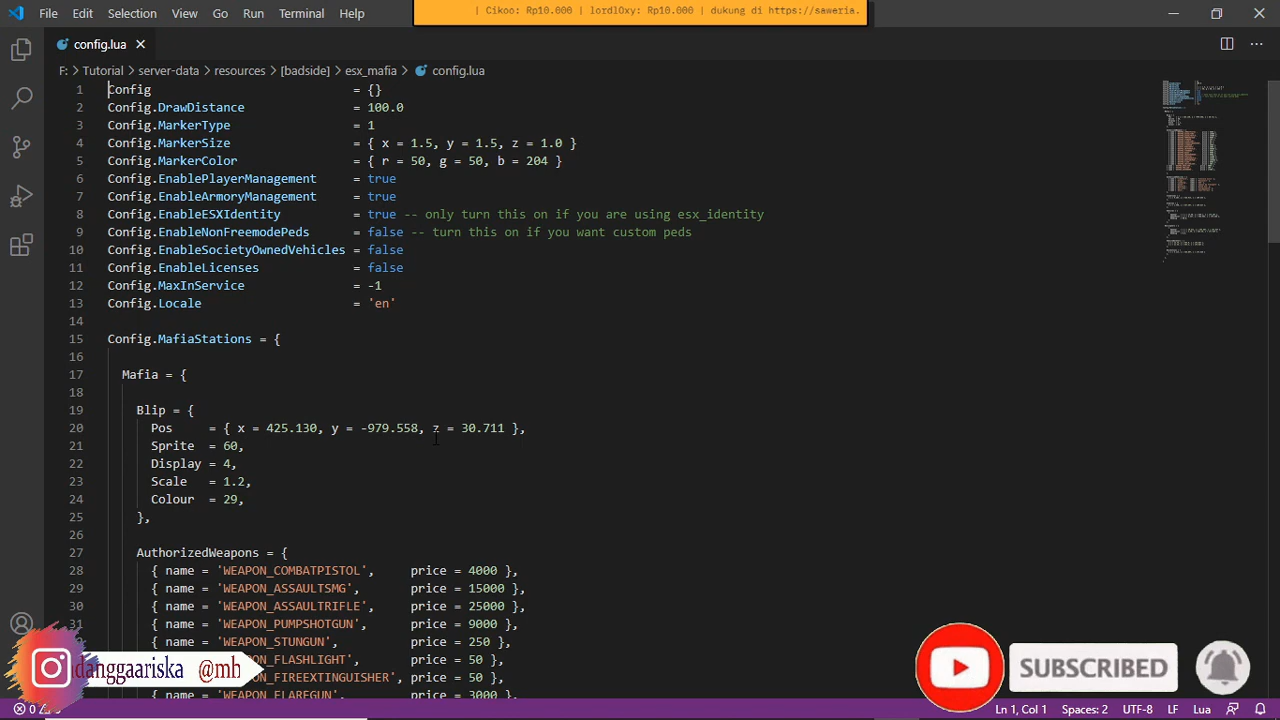 File Edit Selection View Go Run Terminal Help
| Cikoo: Rp10.000 | lordl0xy: Rp10.000 | dukung di https://saweria.
config.lua
F: > Tutorial > server-data > resources > [badside] > esx_mafia > config.lua
1 Config = {}
2 Config.DrawDistance = 100.0
3 Config.MarkerType = 1
4 Config.MarkerSize = { x = 1.5, y = 1.5, z = 1.0 }
5 Config.MarkerColor = { r = 50, g = 50, b = 204 }
6 Config.EnablePlayerManagement = true
7 Config.EnableArmoryManagement = true
8 Config.EnableESXIdentity = true -- only turn this on if you are using esx_identity
9 Config.EnableNonFreemodePeds = false -- turn this on if you want custom peds
10 Config.EnableSocietyOwnedVehicles = false
11 Config.EnableLicenses = false
12 Config.MaxInService = -1
13 Config.Locale = 'en'
14
15 Config.MafiaStations = {
16
17 Mafia = {
18
19 Blip = {
20 Pos = { x = 425.130, y = -979.558, z = 30.711 },
21 Sprite = 60,
22 Display = 4,
23 Scale = 1.2,
24 Colour = 29,
25 },
26
27 AuthorizedWeapons = {
28 { name = 'WEAPON_COMBATPISTOL', price = 4000 },
29 { name = 'WEAPON_ASSAULTSMG', price = 15000 },
30 { name = 'WEAPON_ASSAULTRIFLE', price = 25000 },
31 { name = 'WEAPON_PUMPSHOTGUN', price = 9000 },
{ name = 'WEAPON_STUNGUN', price = 250 },
WEAPON_FLASHLIGHT', price = 50 },
WEAPON_FIREEXTINGUISHER', price = 50 },
{ name = 'WEAPON_FLAREGUN', price = 3000 },
danggaariska @mb
SUBSCRIBED
Ln 1, Col 1 Spaces: 2 UTF-8 LF Lua